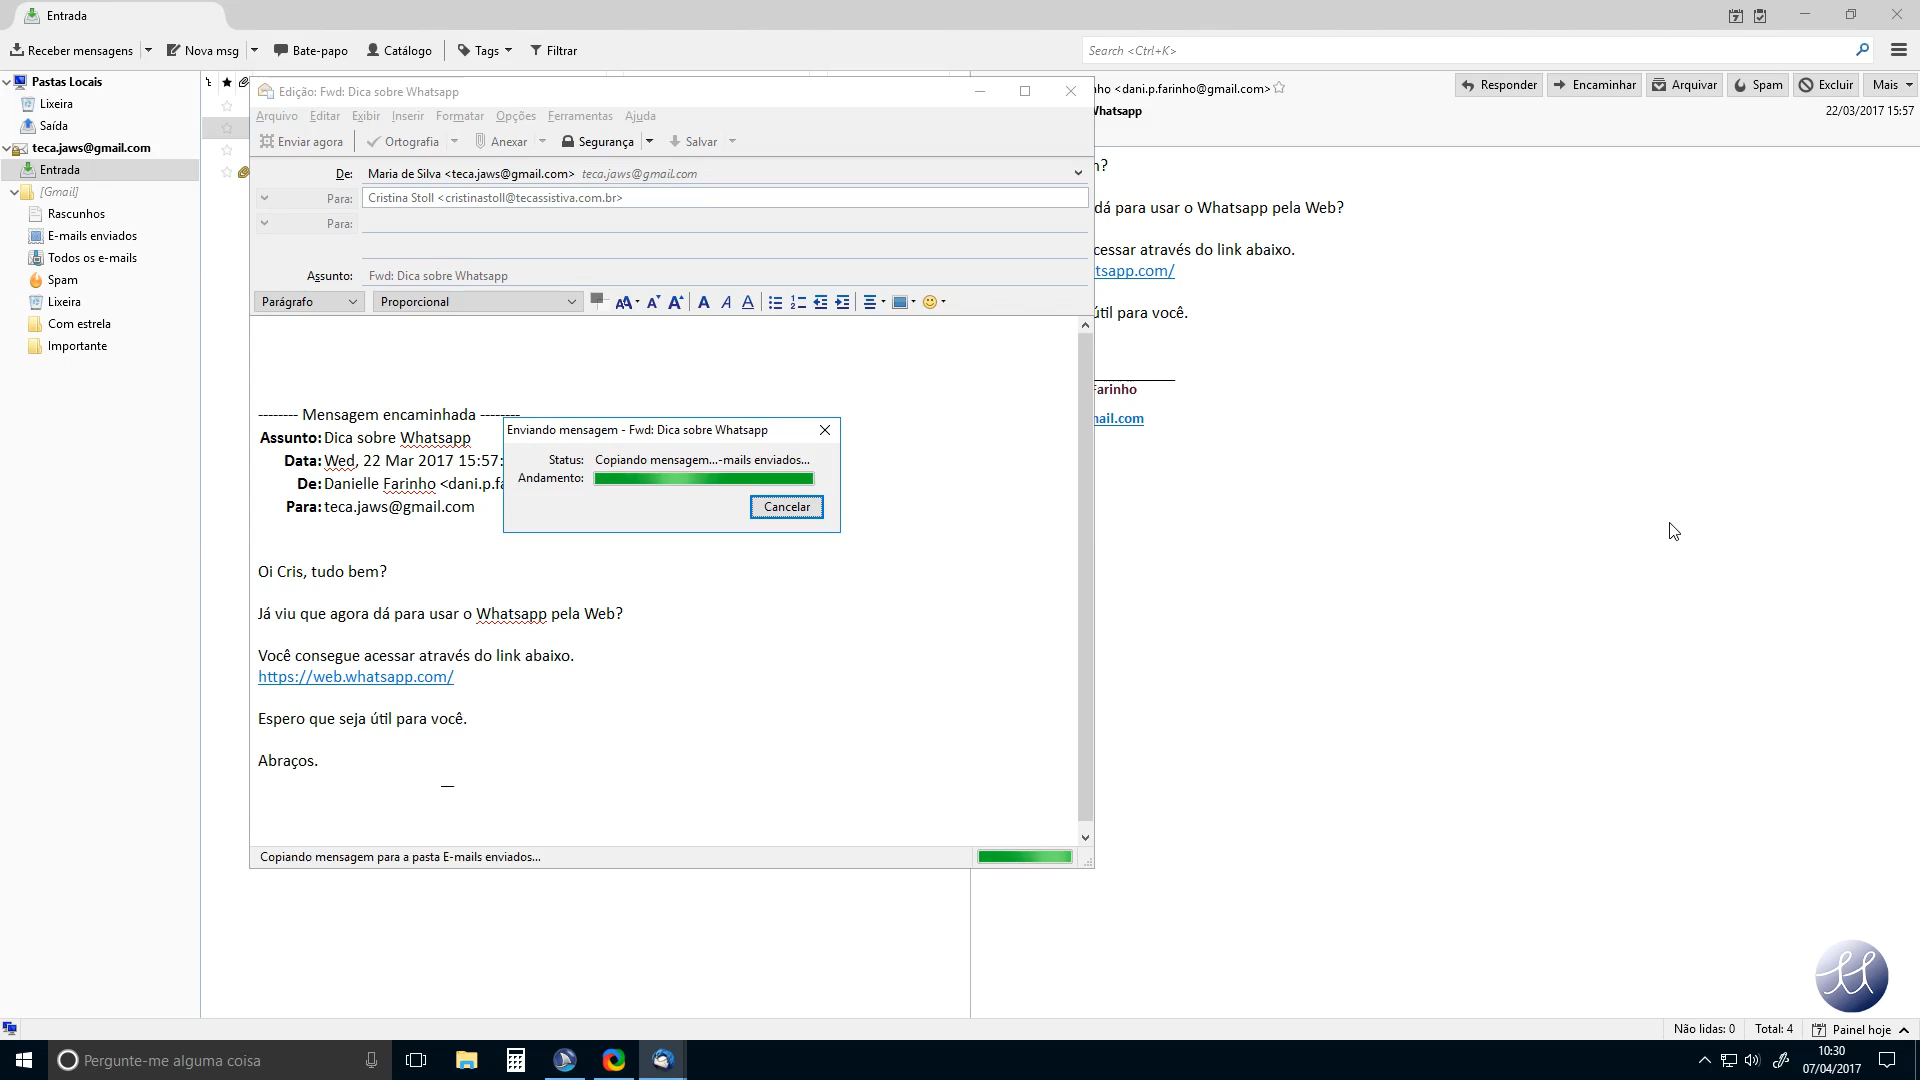 Entrada
Receber mensagens
Nova msg
Bate-papo
Catálogo
Tags
Filtrar
Search <Ctrl+K>
Pastas Locais
Lixeira
Saída
teca.jaws@gmail.com
Entrada
[Gmail]
Rascunhos
E-mails enviados
Todos os e-mails
Spam
Lixeira
Com estrela
Importante
Edição: Fwd: Dica sobre Whatsapp
Arquivo Editar Exibir Inserir Formatar Opções Ferramentas Ajuda
Enviar agora Ortografia Anexar Segurança Salvar
De: Maria de Silva <teca.jaws@gmail.com> teca.jaws@gmail.com
Para: Cristina Stoll <cristinastoll@tecassistiva.com.br>
Para:
Assunto: Fwd: Dica sobre Whatsapp
Parágrafo Proporcional
-------- Mensagem encaminhada --------
Assunto: Dica sobre Whatsapp
Data: Wed, 22 Mar 2017 15:57:
De: Danielle Farinho <dani.p.fa
Para: teca.jaws@gmail.com
Oi Cris, tudo bem?
Já viu que agora dá para usar o Whatsapp pela Web?
Você consegue acessar através do link abaixo.
https://web.whatsapp.com/
Espero que seja útil para você.
Abraços.
Copiando mensagem para a pasta E-mails enviados...
Enviando mensagem - Fwd: Dica sobre Whatsapp
Status: Copiando mensagem...-mails enviados...
Andamento:
Cancelar
nho <dani.p.farinho@gmail.com>
Responder Encaminhar Arquivar Spam Excluir Mais
Whatsapp
22/03/2017 15:57
m?
dá para usar o Whatsapp pela Web?
cessar através do link abaixo.
tsapp.com/
útil para você.
Farinho
mail.com
Não lidas: 0 Total: 4 Painel hoje
Pergunte-me alguma coisa
10:30
07/04/2017